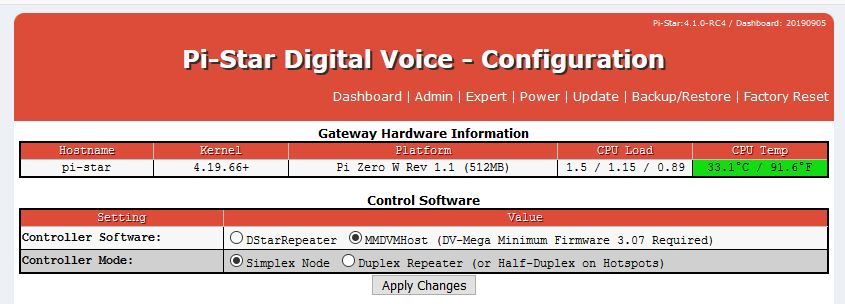 Pi-Star:4.1.0-RC4 / Dashboard: 20190905
Pi-Star Digital Voice - Configuration
Dashboard | Admin | Expert | Power | Update | Backup/Restore | Factory Reset
Gateway Hardware Information
Hostname Kernel Platform CPU Load CPU Temp
pi-star 4.19.66+ Pi Zero W Rev 1.1 (512MB) 1.5 / 1.15 / 0.89 33.1°C / 91.6°F
Control Software
Setting Value
Controller Software: DStarRepeater MMDVMHost (DV-Mega Minimum Firmware 3.07 Required)
Controller Mode: Simplex Node Duplex Repeater (or Half-Duplex on Hotspots)
Apply Changes